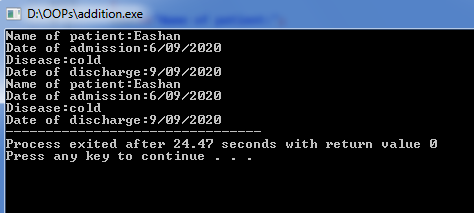 D:\OOPs\addition.exe
Name of patient:Eashan
Date of admission:6/09/2020
Disease:cold
Date of discharge:9/09/2020
Name of patient:Eashan
Date of admission:6/09/2020
Disease:cold
Date of discharge:9/09/2020
--------------------------------
Process exited after 24.47 seconds with return value 0
Press any key to continue . . .